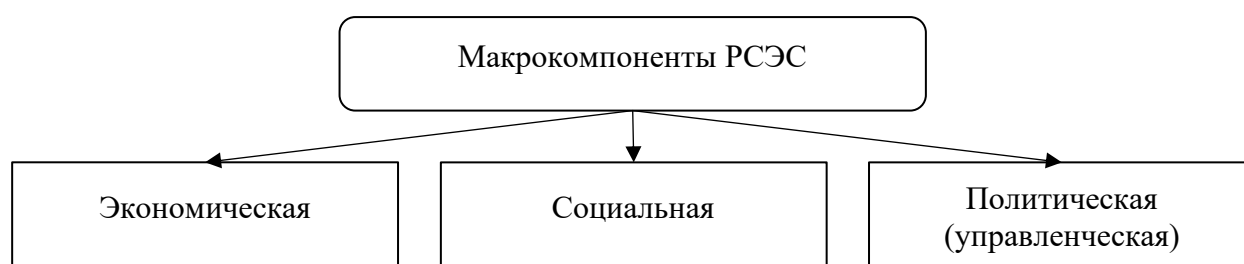 Макрокомпоненты РСЭС
Экономическая
Социальная
Политическая
(управленческая)